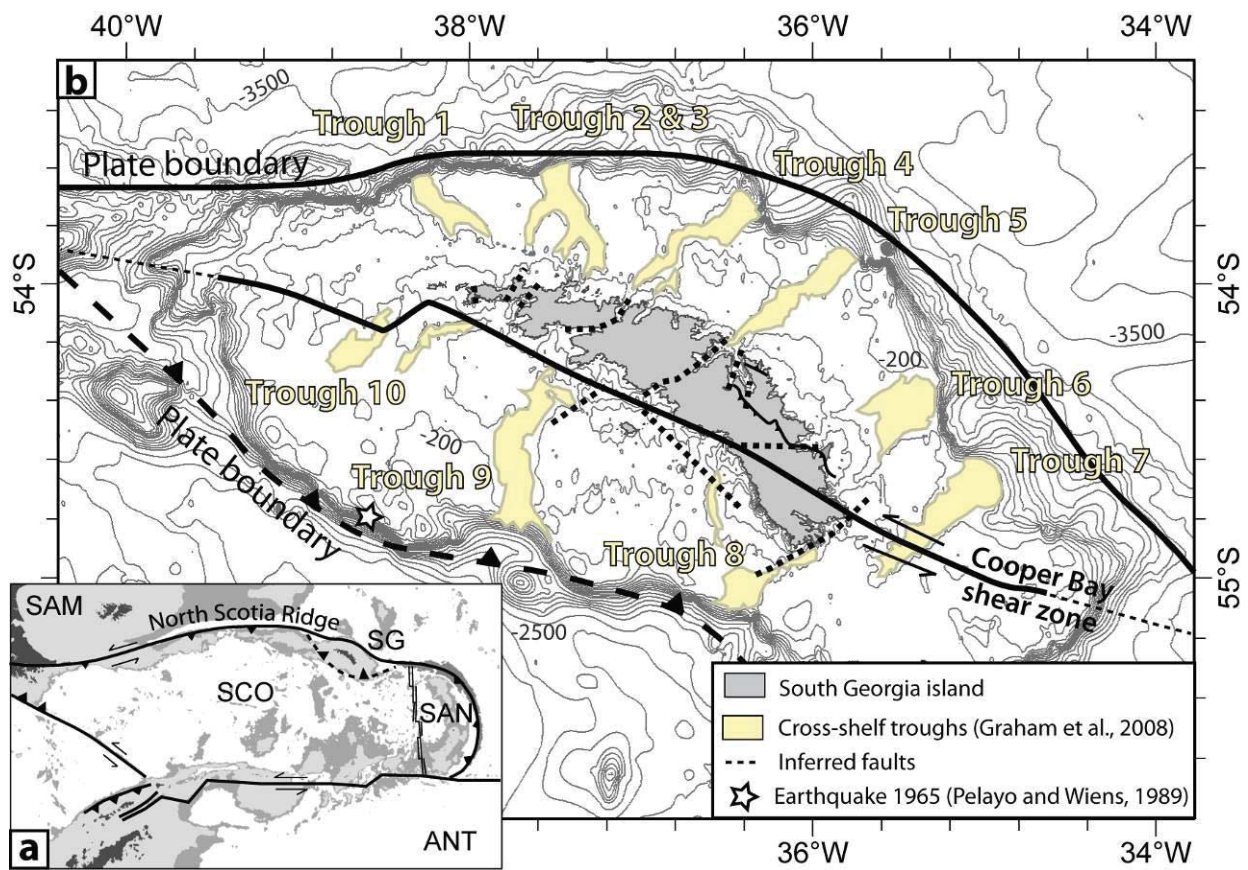 40°W
38°W
36°W
34°W
b
-3500
Trough 1
Trough 2 & 3
Plate boundary
Trough 4
Trough 5
54°S
54°S
-3500
-200
Trough 6
Trough 10
-200
Plate boundary
Trough 9
Trough 7
Trough 8
Cooper Bay
shear zone
55°S
-2500
SAM
North Scotia Ridge
SG
SCO
SAN
ANT
a
South Georgia island
Cross-shelf troughs (Graham et al., 2008)
Inferred faults
Earthquake 1965 (Pelayo and Wiens, 1989)
36°W
34°W